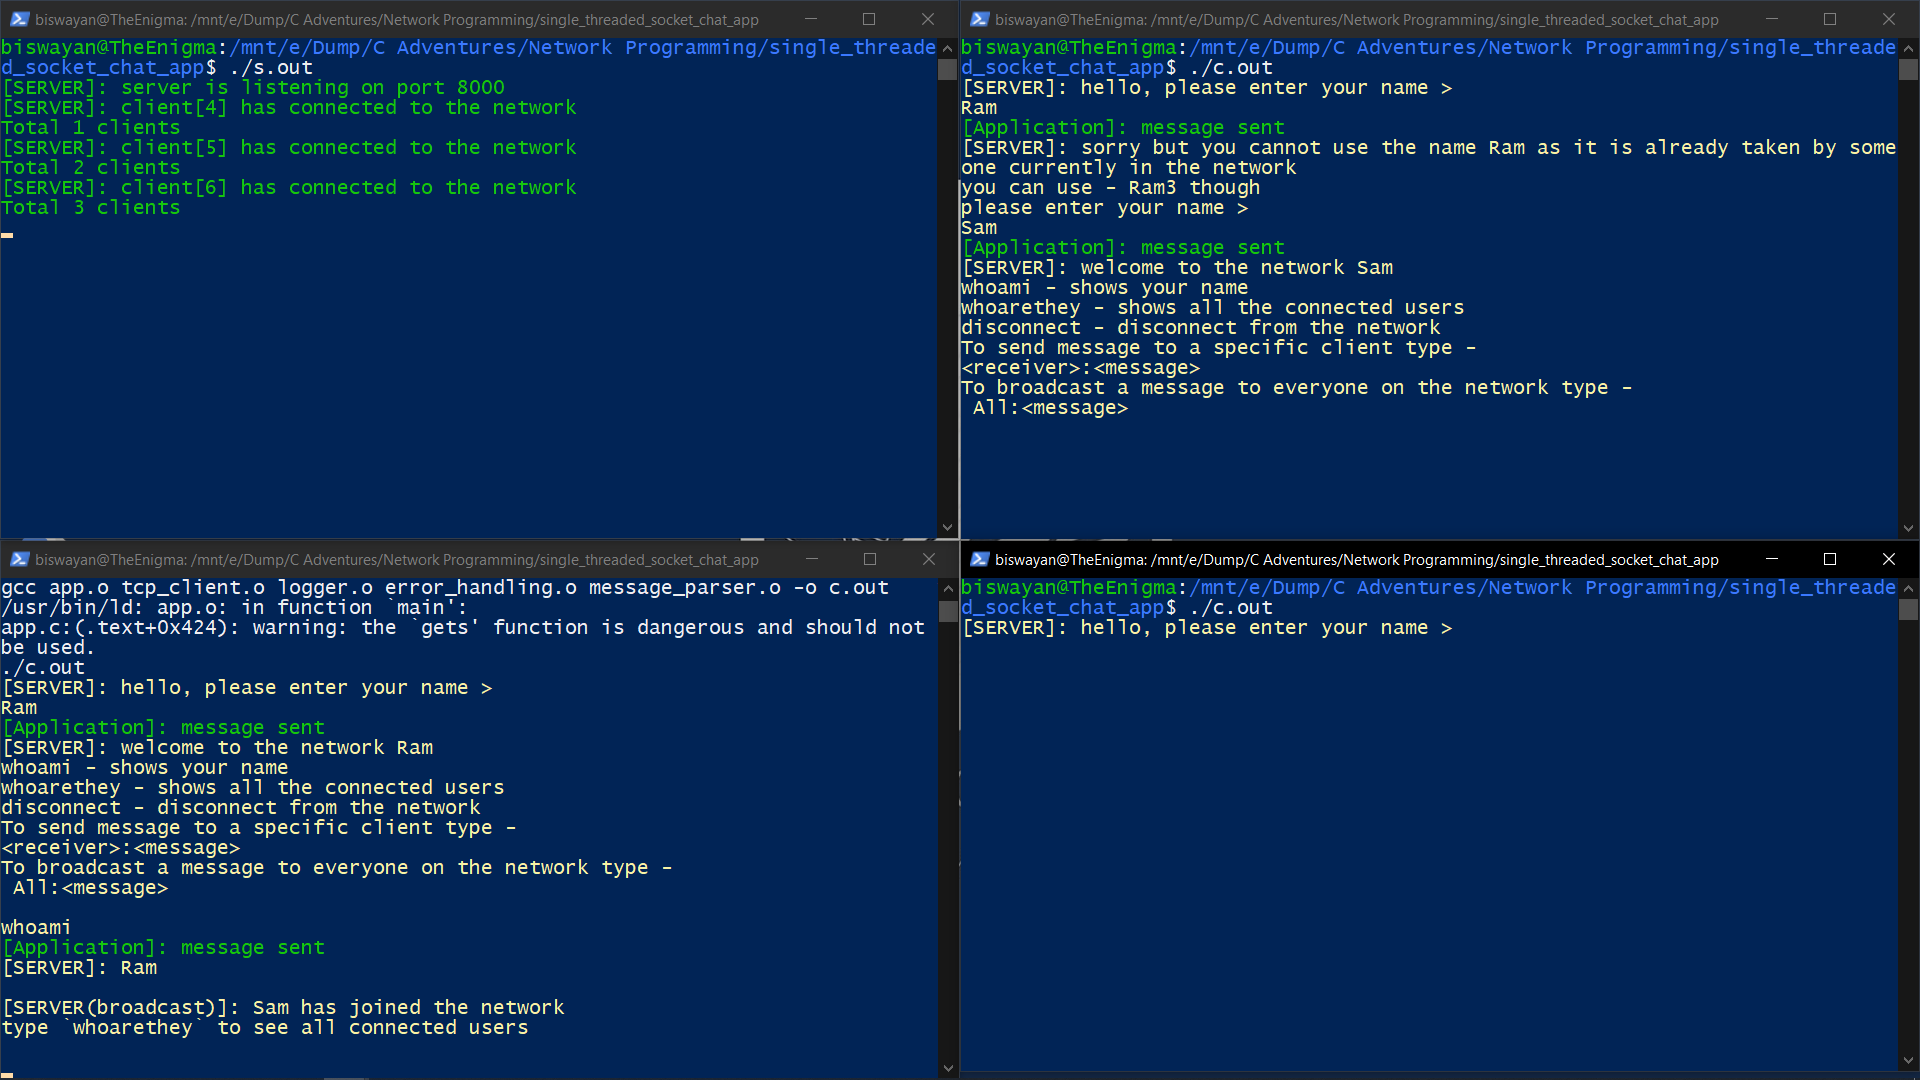 biswayan@TheEnigma: /mnt/e/Dump/C Adventures/Network Programming/single_threaded_socket_chat_app
biswayan@TheEnigma:/mnt/e/Dump/C Adventures/Network Programming/single_threade
d_socket_chat_app$ ./s.out
[SERVER]: server is listening on port 8000
[SERVER]: client[4] has connected to the network
Total 1 clients
[SERVER]: client[5] has connected to the network
Total 2 clients
[SERVER]: client[6] has connected to the network
Total 3 clients
biswayan@TheEnigma: /mnt/e/Dump/C Adventures/Network Programming/single_threaded_socket_chat_app
biswayan@TheEnigma:/mnt/e/Dump/C Adventures/Network Programming/single_threade
d_socket_chat_app$ ./c.out
[SERVER]: hello, please enter your name >
Ram
[Application]: message sent
[SERVER]: sorry but you cannot use the name Ram as it is already taken by some
one currently in the network
you can use - Ram3 though
please enter your name >
Sam
[Application]: message sent
[SERVER]: welcome to the network Sam
whoami - shows your name
whoarethey - shows all the connected users
disconnect - disconnect from the network
To send message to a specific client type -
<receiver>:<message>
To broadcast a message to everyone on the network type -
 All:<message>
biswayan@TheEnigma: /mnt/e/Dump/C Adventures/Network Programming/single_threaded_socket_chat_app
gcc app.o tcp_client.o logger.o error_handling.o message_parser.o -o c.out
/usr/bin/ld: app.o: in function `main':
app.c:(.text+0x424): warning: the `gets' function is dangerous and should not
be used.
./c.out
[SERVER]: hello, please enter your name >
Ram
[Application]: message sent
[SERVER]: welcome to the network Ram
whoami - shows your name
whoarethey - shows all the connected users
disconnect - disconnect from the network
To send message to a specific client type -
<receiver>:<message>
To broadcast a message to everyone on the network type -
 All:<message>
whoami
[Application]: message sent
[SERVER]: Ram
[SERVER(broadcast)]: Sam has joined the network
type `whoarethey` to see all connected users
biswayan@TheEnigma: /mnt/e/Dump/C Adventures/Network Programming/single_threaded_socket_chat_app
biswayan@TheEnigma:/mnt/e/Dump/C Adventures/Network Programming/single_threade
d_socket_chat_app$ ./c.out
[SERVER]: hello, please enter your name >